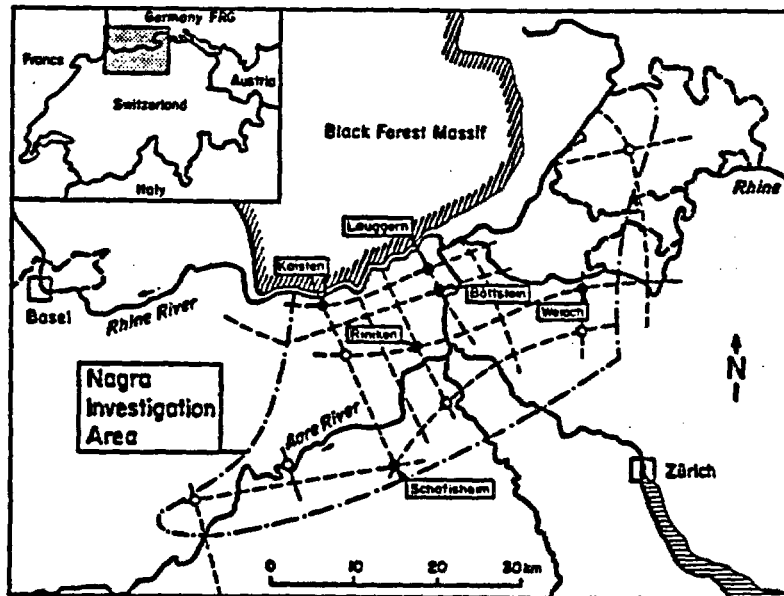 Germany FRG
France
Austria
Switzerland
Italy
Black Forest Massif
Rhine
Leuggern
Kaisten
Böttstein
Basel
Rhine River
Weiach
Riniken
N
Nagra
Investigation
Area
Aare River
Zürich
Schafisheim
0 10 20 30 km